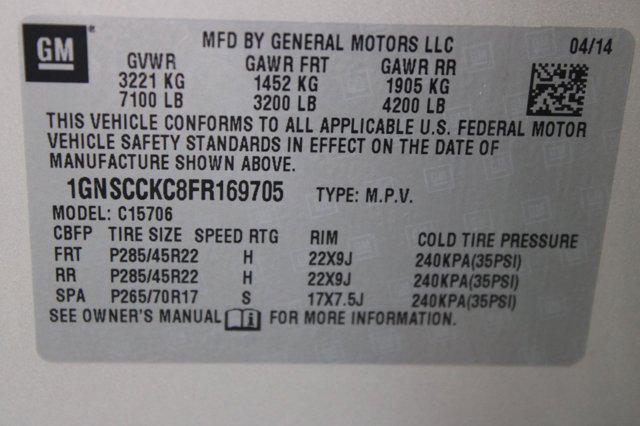 GM
MFD BY GENERAL MOTORS LLC 04/14
GVWR GAWR FRT GAWR RR
3221 KG 1452 KG 1905 KG
7100 LB 3200 LB 4200 LB
THIS VEHICLE CONFORMS TO ALL APPLICABLE U.S. FEDERAL MOTOR
VEHICLE SAFETY STANDARDS IN EFFECT ON THE DATE OF
MANUFACTURE SHOWN ABOVE.
1GNSCCKC8FR169705 TYPE: M.P.V.
MODEL: C15706
CBFP TIRE SIZE SPEED RTG RIM COLD TIRE PRESSURE
FRT P285/45R22 H 22X9J 240KPA(35PSI)
RR P285/45R22 H 22X9J 240KPA(35PSI)
SPA P265/70R17 S 17X7.5J 240KPA(35PSI)
SEE OWNER'S MANUAL FOR MORE INFORMATION.